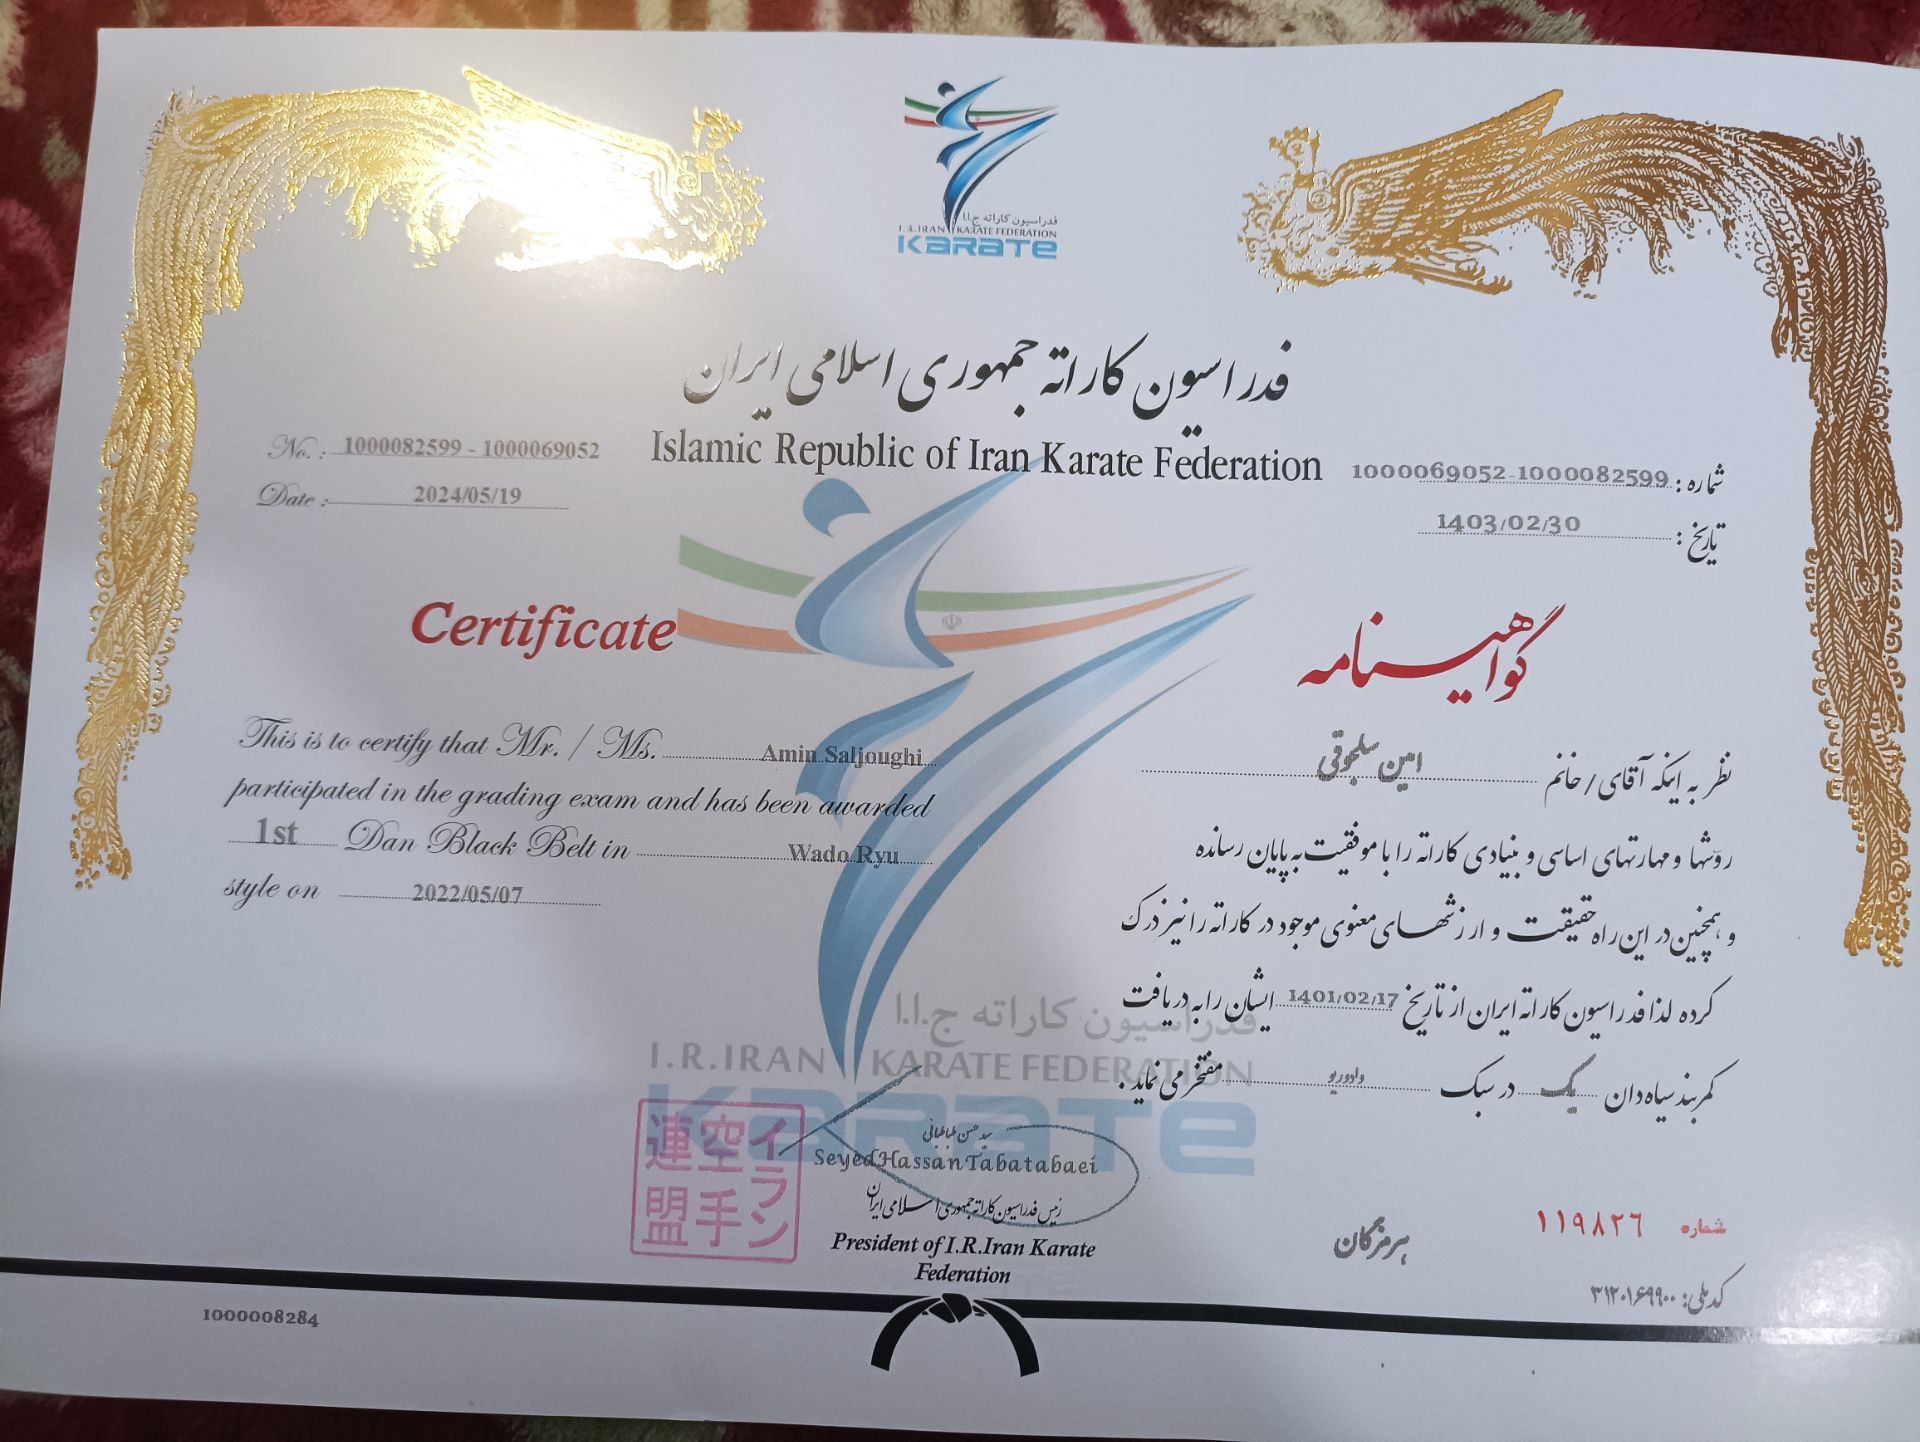 فدراسیون کاراته ج.ا.ا
I.R.IRAN KARATE FEDERATION
KARATE
فدراسیون کاراته جمهوری اسلامی ایران
Islamic Republic of Iran Karate Federation
No. : 1000082599 - 1000069052
Date : 2024/05/19
شماره : 1000069052-1000082599
تاریخ : 1403/02/30
Certificate
This is to certify that Mr. / Ms. Amin Saljoughi
participated in the grading exam and has been awarded
1st Dan Black Belt in Wado Ryu
style on 2022/05/07
گواهینامه
نظر به اینکه آقای / خانم امین سلجوقی
روشها و مهارتهای اساسی و بنیادی کاراته را با موفقیت به پایان رسانده
و همچنین در این راه حقیقت و ارزشهای معنوی موجود در کاراته را نیز درک
کرده لذا فدراسیون کاراته ایران از تاریخ 1401/02/17 ایشان را به دریافت
کمربند سیاه دان یک در سبک وادوریو مفتخر می نماید .
فدراسیون کاراته ج.ا.ا
I.R.IRAN KARATE FEDERATION
KARATE
イラン
空手
連盟
سید حسن طباطبائی
Seyed Hassan Tabatabaei
رئیس فدراسیون کاراته جمهوری اسلامی ایران
President of I.R.Iran Karate
Federation
هرمزگان
شماره ۱۱۹۸۲۶
کد ملی: ۳۱۲۰۱۶۹۹۰۰
1000008284